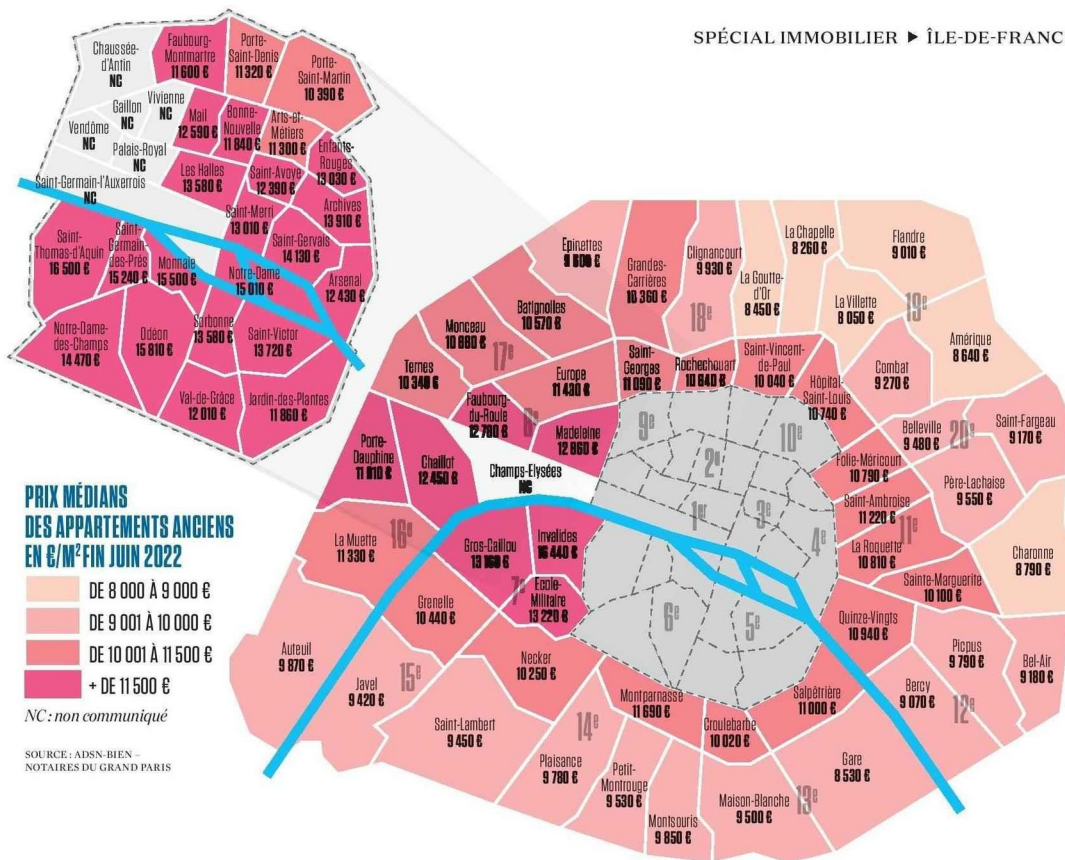 SPÉCIAL IMMOBILIER ► ÎLE-DE-FRANC
Chaussée-
d'Antin
NC
Faubourg-
Montmartre
11 600 €
Porte-
Saint-Denis
11 320 €
Porte-
Saint-Martin
10 390 €
Gaillon
NC
Vivienne
NC
Mail
12 590 €
Bonne-
Nouvelle
11 840 €
Arts-et-
Métiers
11 300 €
Vendôme
NC
Palais-Royal
NC
Enfants-
Rouges
13 030 €
Les Halles
13 580 €
Saint-Avoye
12 390 €
Saint-Germain-l'Auxerrois
NC
Archives
13 910 €
Saint-Merri
13 010 €
Saint-Gervais
14 130 €
Saint-
Thomas-d'Aquin
16 500 €
Saint-
Germain-
des-Prés
15 240 €
Monnaie
15 500 €
Notre-Dame
15 010 €
Arsenal
12 430 €
Notre-Dame-
des-Champs
14 470 €
Odéon
15 810 €
Sorbonne
13 580 €
Saint-Victor
13 720 €
Val-de-Grâce
12 010 €
Jardin-des-Plantes
11 860 €
Epinettes
9 600 €
Grandes-
Carrières
10 360 €
Clignancourt
9 930 €
18e
La Goutte-
d'Or
8 450 €
La Chapelle
8 260 €
Flandre
9 010 €
La Villette
8 050 €
19e
Amérique
8 640 €
Batignolles
10 570 €
Monceau
10 660 €
17e
Ternes
10 340 €
Europe
11 430 €
Saint-
Georges
11 090 €
Rochechouart
10 840 €
Saint-Vincent-
de-Paul
10 040 €
Hôpital-
Saint-Louis
10 740 €
Combat
9 270 €
Belleville
9 480 €
20e
Saint-Fargeau
9 170 €
Faubourg-
du-Roule
12 780 €
8e
Madeleine
12 860 €
9e
10e
2e
1er
3e
4e
6e
5e
Porte-
Dauphine
11 810 €
Chaillot
12 450 €
Champs-Elysées
NC
Folie-Méricourt
10 790 €
Père-Lachaise
9 550 €
Saint-Ambroise
11 220 €
11e
La Roquette
10 810 €
Charonne
8 790 €
La Muette
11 330 €
16e
Gros-Caillou
13 160 €
Invalides
16 440 €
7e
Ecole-
Militaire
13 220 €
Sainte-Marguerite
10 100 €
Grenelle
10 440 €
Quinze-Vingts
10 940 €
Picpus
9 790 €
Bel-Air
9 180 €
Auteuil
9 870 €
Javel
9 420 €
15e
Necker
10 250 €
Montparnasse
11 690 €
Salpêtrière
11 000 €
Bercy
9 070 €
12e
Saint-Lambert
9 450 €
14e
Croulebarbe
10 020 €
Plaisance
9 780 €
Petit-
Montrouge
9 530 €
Montsouris
9 850 €
Maison-Blanche
9 500 €
13e
Gare
8 530 €
PRIX MÉDIANS
DES APPARTEMENTS ANCIENS
EN €/M² FIN JUIN 2022
DE 8 000 À 9 000 €
DE 9 001 À 10 000 €
DE 10 001 À 11 500 €
+ DE 11 500 €
NC : non communiqué
SOURCE : ADSN-BIEN –
NOTAIRES DU GRAND PARIS